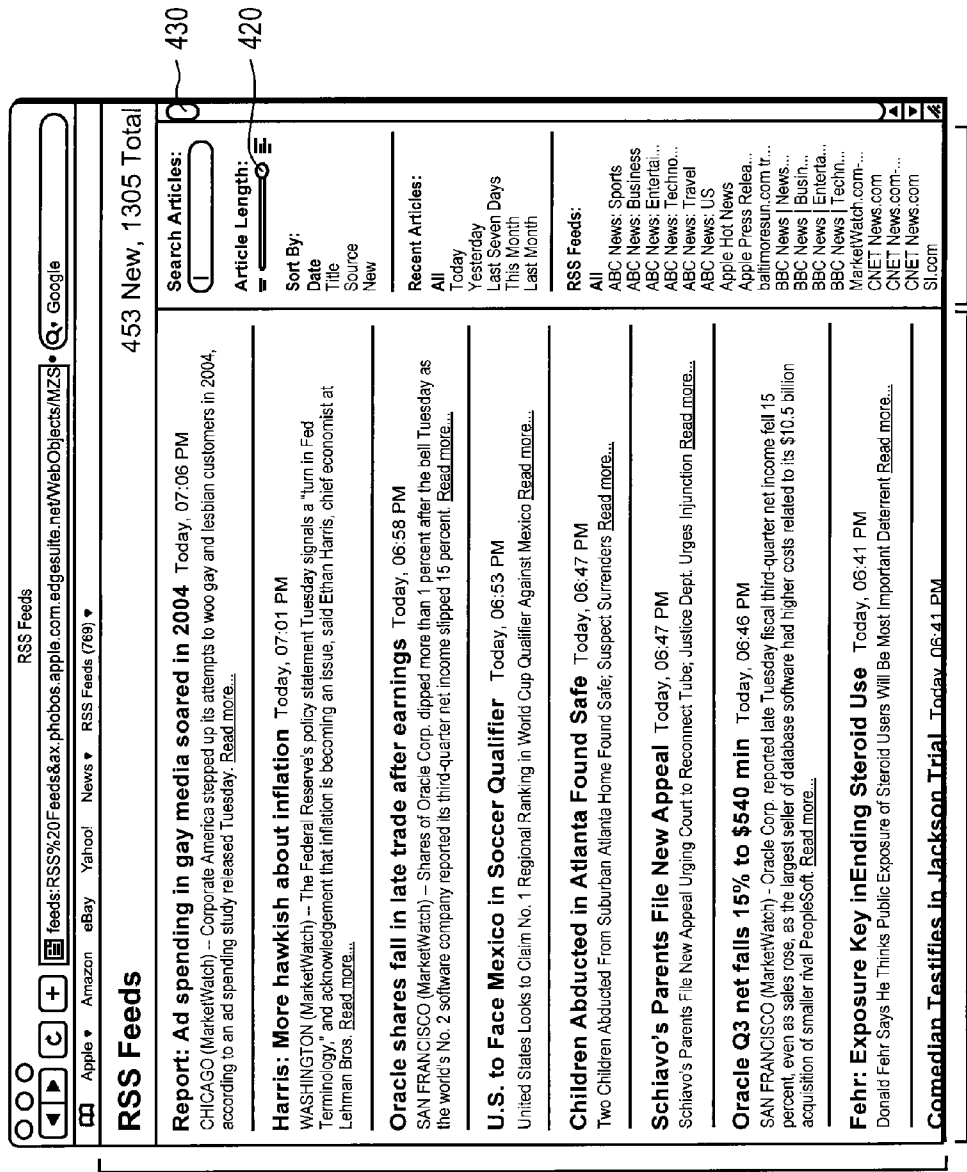 RSS Feeds
feeds:RSS%20Feeds&ax.phobos.apple.com.edgesuite.net/WebObjects/MZS
Google
Apple
Amazon
eBay
Yahoo!
News
RSS Feeds (769)
RSS Feeds
453 New, 1305 Total
Report: Ad spending in gay media soared in 2004 Today, 07:06 PM
CHICAGO (MarketWatch) – Corporate America stepped up its attempts to woo gay and lesbian customers in 2004,
according to an ad spending study released Tuesday. Read more...
Harris: More hawkish about inflation Today, 07:01 PM
WASHINGTON (MarketWatch) – The Federal Reserve's policy statement Tuesday signals a "turn in Fed
Terminology," and acknowledgement that inflation is becoming an issue, said Ethan Harris, chief economist at
Lehman Bros. Read more...
Oracle shares fall in late trade after earnings Today, 06:58 PM
SAN FRANCISCO (MarketWatch) – Shares of Oracle Corp. dipped more than 1 percent after the bell Tuesday as
the world's No. 2 software company reported its third-quarter net income slipped 15 percent. Read more...
U.S. to Face Mexico in Soccer Qualifier Today, 06:53 PM
United States Looks to Claim No. 1 Regional Ranking in World Cup Qualifier Against Mexico Read more...
Children Abducted in Atlanta Found Safe Today, 06:47 PM
Two Children Abducted From Suburban Atlanta Home Found Safe; Suspect Surrenders Read more...
Schiavo's Parents File New Appeal Today, 06:47 PM
Schiavo's Parents File New Appeal Urging Court to Reconnect Tube; Justice Dept. Urges Injunction Read more...
Oracle Q3 net falls 15% to $540 min Today, 06:46 PM
SAN FRANCISCO (MarketWatch) - Oracle Corp. reported late Tuesday fiscal third-quarter net income fell 15
percent, even as sales rose, as the largest seller of database software had higher costs related to its $10.5 billion
acquisition of smaller rival PeopleSoft. Read more...
Fehr: Exposure Key inEnding Steroid Use Today, 06:41 PM
Donald Fehr Says He Thinks Public Exposure of Steroid Users Will Be Most Important Deterrent Read more...
Comedian Testifies in Jackson Trial Today 06:41 PM
Search Articles:
Article Length:
Sort By:
Date
Title
Source
New
Recent Articles:
All
Today
Yesterday
Last Seven Days
This Month
Last Month
RSS Feeds:
All
ABC News: Sports
ABC News: Business
ABC News: Entertai...
ABC News: Techno...
ABC News: Travel
ABC News: US
Apple Hot News
Apple Press Relea...
baltimoresun.com tr...
BBC News | News...
BBC News | Busin...
BBC News | Enterta...
BBC News | Techn...
MarketWatch.com-...
CNET News.com
CNET News.com-...
CNET News.com
SI.com
430
420